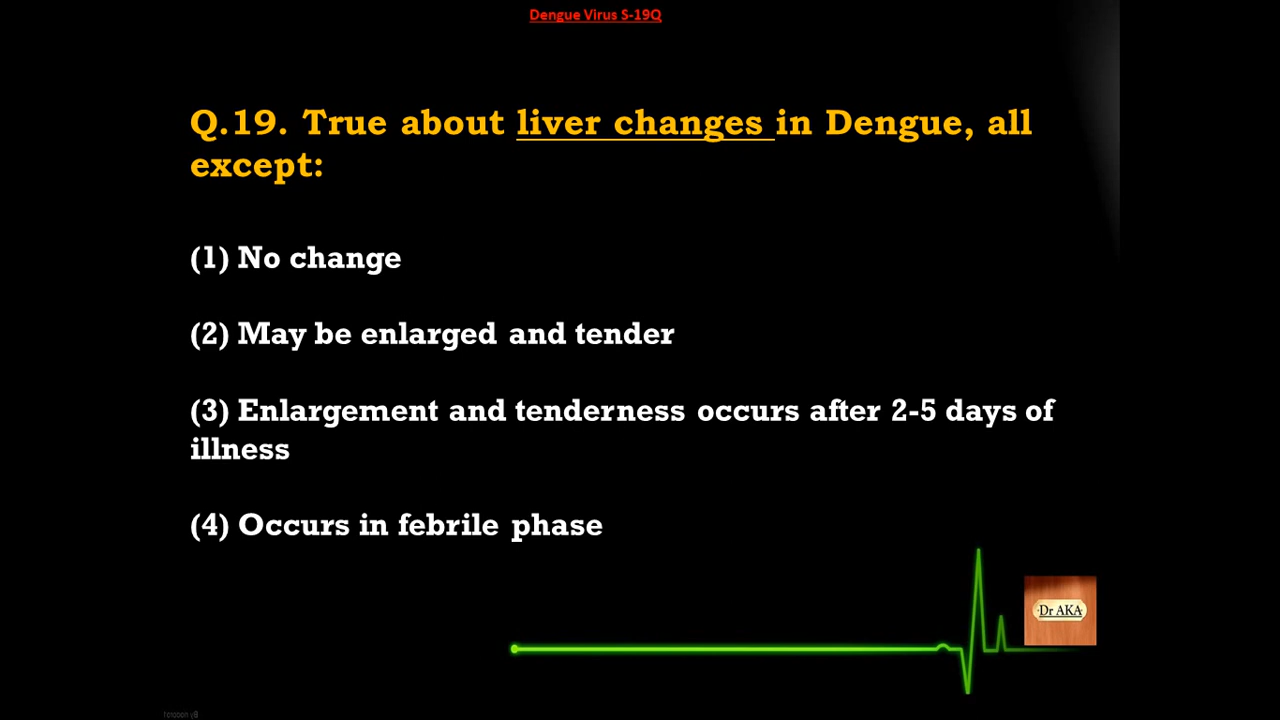 Dengue Virus S-19Q
Q.19. True about liver changes in Dengue, all
except:
(1) No change
(2) May be enlarged and tender
(3) Enlargement and tenderness occurs after 2-5 days of
illness
(4) Occurs in febrile phase
Dr AKA